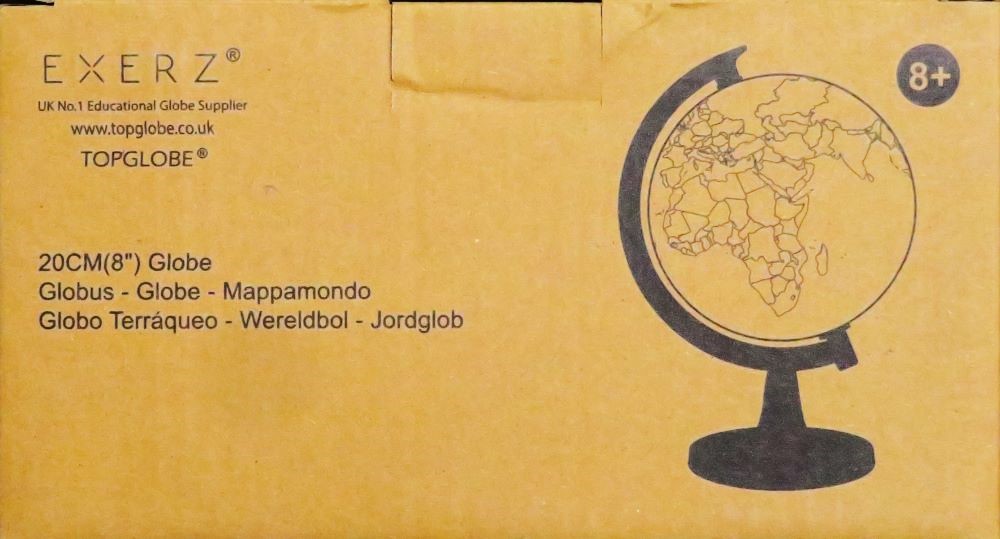 EXERZ®
UK No.1 Educational Globe Supplier
www.topglobe.co.uk
TOPGLOBE®
8+
20CM(8") Globe
Globus - Globe - Mappamondo
Globo Terráqueo - Wereldbol - Jordglob